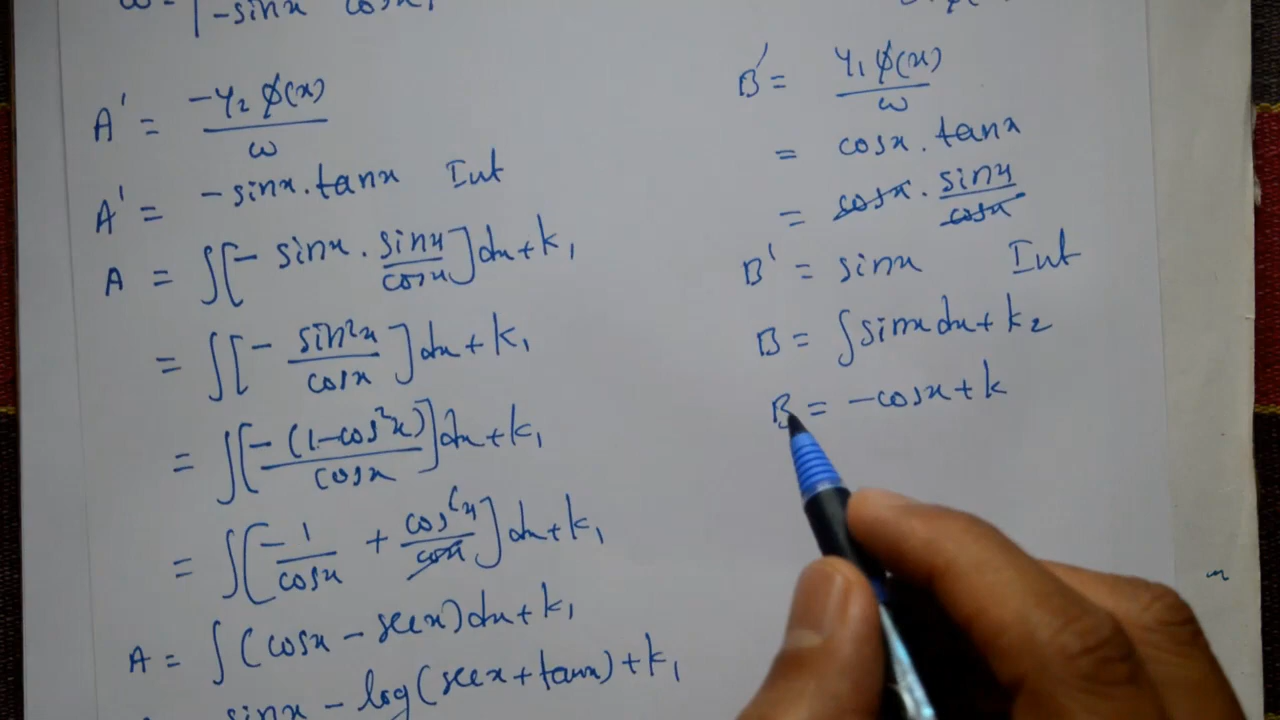 -sinx cosx
A' = -y₂ φ(x) / ω
A' = -sinx.tanx Int
A = ∫[- sinx . sinx/cosx]dx + k₁
= ∫[- sin²x/cosx]dx + k₁
= ∫[-(1-cos²x)/cosx]dx + k₁
= ∫[-1/cosx + cos²x/cosx]dx + k₁
A = ∫(cosx - secx)dx + k₁
sinx - log(secx + tanx) + k₁
B' = y₁ φ(x) / ω
= cosx . tanx
= cosx . sinx/cosx
B' = sinx Int
B = ∫sinxdx + k₂
B = -cosx + k